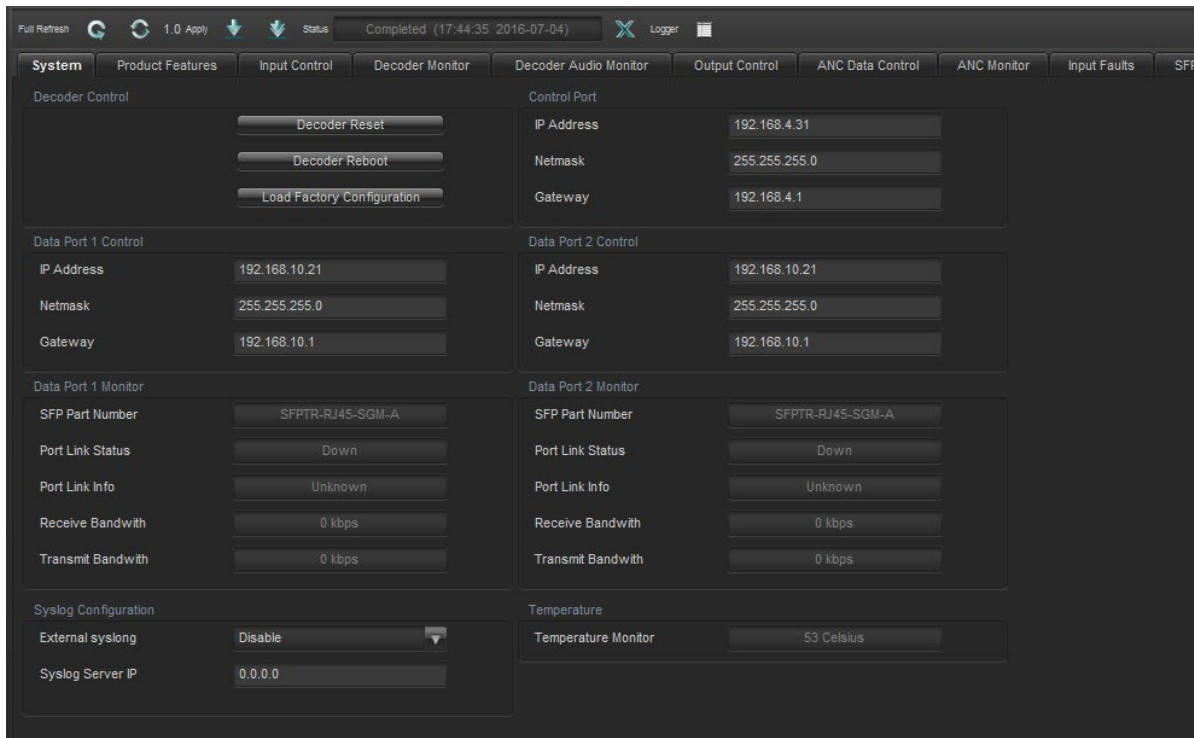 Full Refresh 1.0 Apply Status Completed (17:44:35 2016-07-04) Logger
System Product Features Input Control Decoder Monitor Decoder Audio Monitor Output Control ANC Data Control ANC Monitor Input Faults SFP
Decoder Control
Decoder Reset
Decoder Reboot
Load Factory Configuration
Control Port
IP Address 192.168.4.31
Netmask 255.255.255.0
Gateway 192.168.4.1
Data Port 1 Control
IP Address 192.168.10.21
Netmask 255.255.255.0
Gateway 192.168.10.1
Data Port 2 Control
IP Address 192.168.10.21
Netmask 255.255.255.0
Gateway 192.168.10.1
Data Port 1 Monitor
SFP Part Number SFPTR-RJ45-SGM-A
Port Link Status Down
Port Link Info Unknown
Receive Bandwith 0 kbps
Transmit Bandwith 0 kbps
Data Port 2 Monitor
SFP Part Number SFPTR-RJ45-SGM-A
Port Link Status Down
Port Link Info Unknown
Receive Bandwith 0 kbps
Transmit Bandwith 0 kbps
Syslog Configuration
External syslong Disable
Syslog Server IP 0.0.0.0
Temperature
Temperature Monitor 53 Celsius